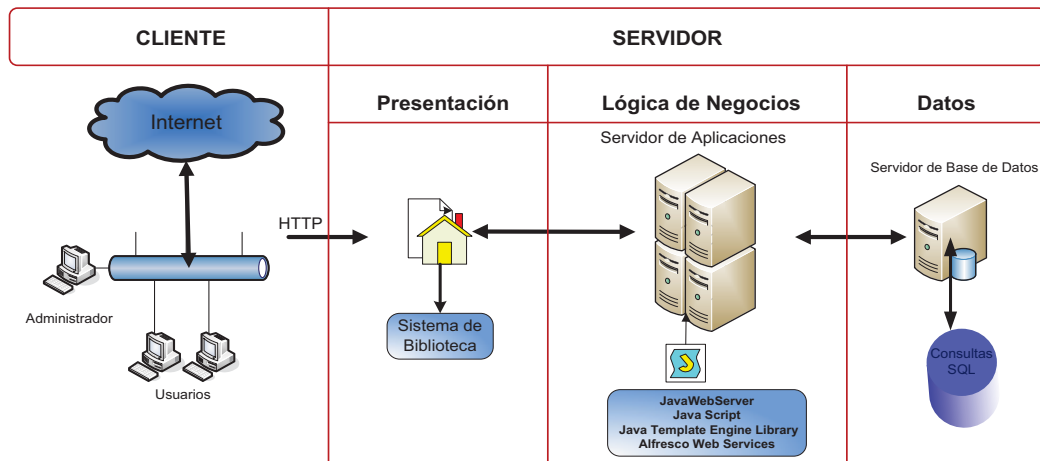 CLIENTE
SERVIDOR
Presentación
Lógica de Negocios
Datos
Internet
Servidor de Aplicaciones
Servidor de Base de Datos
HTTP
Administrador
Usuarios
Sistema de
Biblioteca
Consultas
SQL
JavaWebServer
Java Script
Java Template Engine Library
Alfresco Web Services